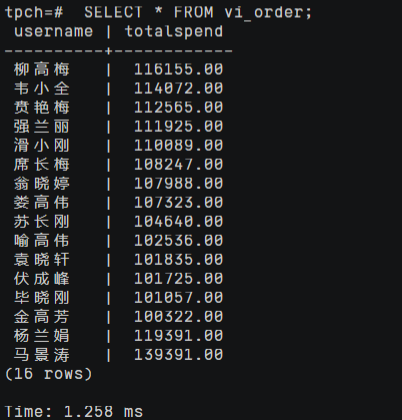 tpch=#  SELECT * FROM vi_order;
 username | totalspend
----------+------------
 柳高梅   |  116155.00
 韦小全   |  114072.00
 贲艳梅   |  112565.00
 强兰丽   |  111925.00
 滑小刚   |  110089.00
 席长梅   |  108247.00
 翁晓婷   |  107988.00
 娄高伟   |  107323.00
 苏长刚   |  104640.00
 喻高伟   |  102536.00
 袁晓轩   |  101835.00
 伏成峰   |  101725.00
 毕晓刚   |  101057.00
 金高芳   |  100322.00
 杨兰娟   |  119391.00
 马景涛   |  139391.00
(16 rows)
Time: 1.258 ms